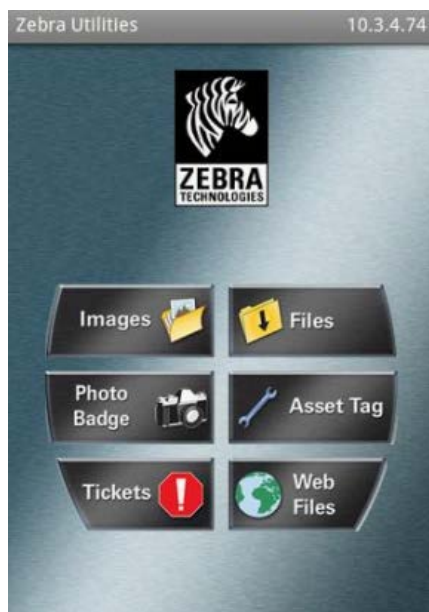 Zebra Utilities 10.3.4.74
ZEBRA
TECHNOLOGIES
Images
Files
Photo
Badge
Asset Tag
Tickets
Web
Files